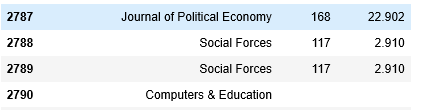 2787 Journal of Political Economy 168 22.902
2788 Social Forces 117 2.910
2789 Social Forces 117 2.910
2790 Computers & Education